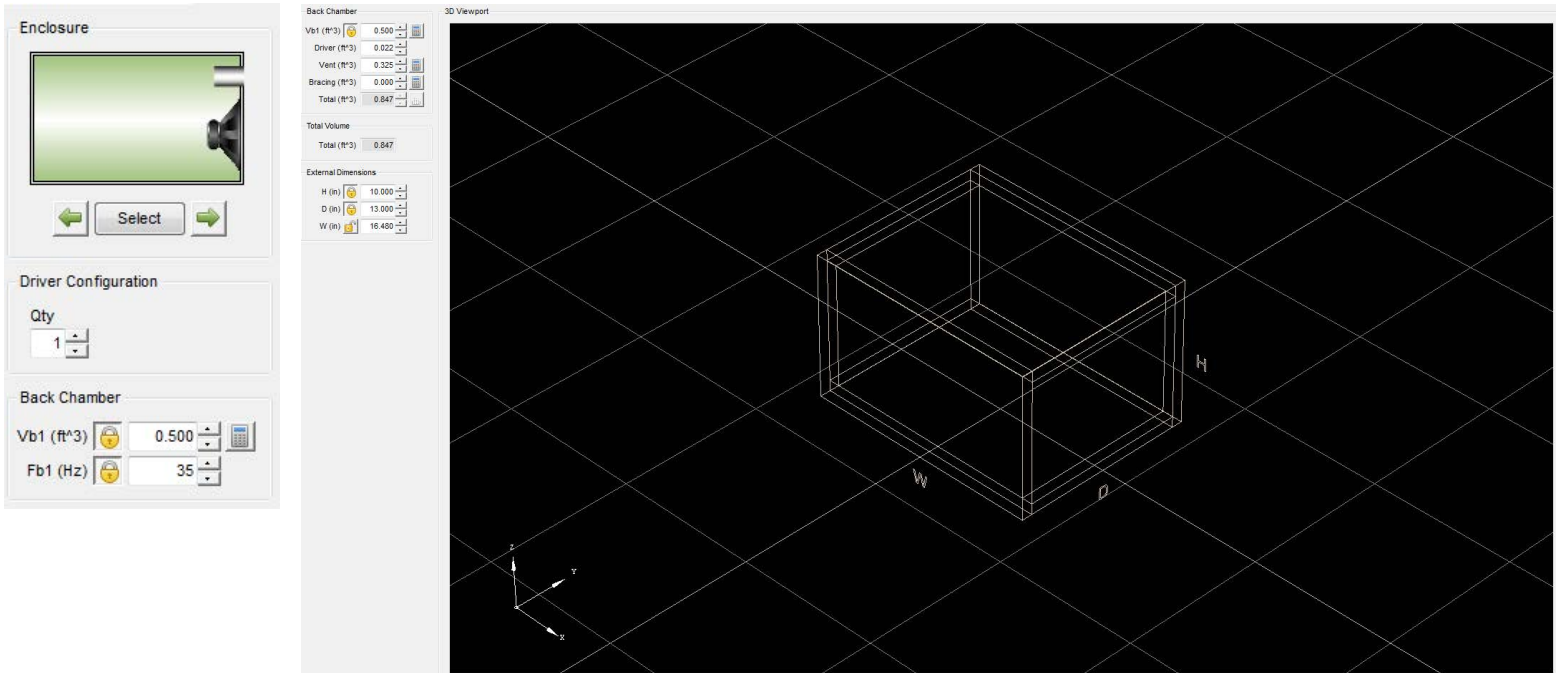 Enclosure
Select
Driver Configuration
Qty
1
Back Chamber
Vb1 (ft^3) 0.500
Fb1 (Hz) 35
Back Chamber
Vb1 (ft^3) 0.500
Driver (ft^3) 0.022
Vent (ft^3) 0.325
Bracing (ft^3) 0.000
Total (ft^3) 0.847
Total Volume
Total (ft^3) 0.847
External Dimensions
H (in) 10.000
D (in) 13.000
W (in) 16.480
3D Viewport
H
W
D
Z
Y
X